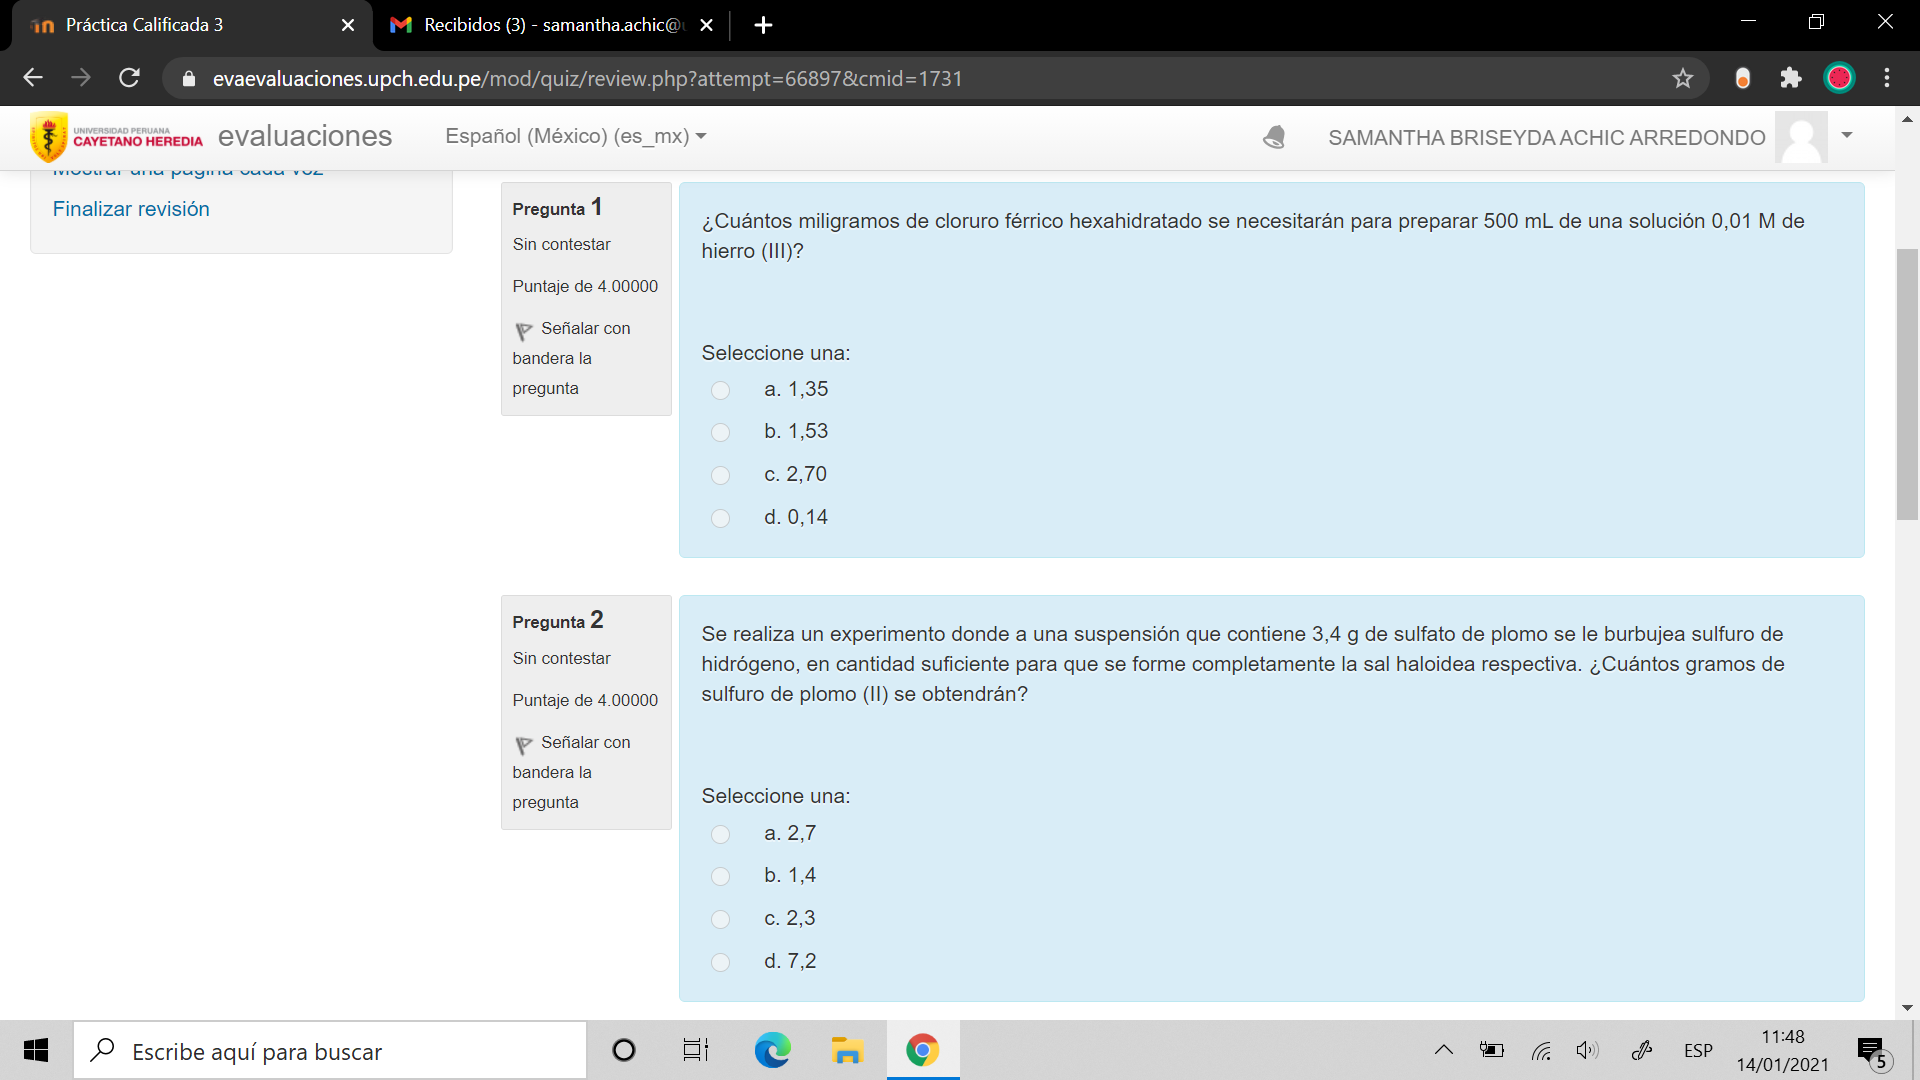 Práctica Calificada 3
Recibidos (3) - samantha.achic@
evaevaluaciones.upch.edu.pe/mod/quiz/review.php?attempt=66897&cmid=1731
UNIVERSIDAD PERUANA
CAYETANO HEREDIA
evaluaciones
Español (México) (es_mx)
SAMANTHA BRISEYDA ACHIC ARREDONDO
Mostrar una página cada vez
Finalizar revisión
Pregunta 1
Sin contestar
Puntaje de 4.00000
Señalar con
bandera la
pregunta
¿Cuántos miligramos de cloruro férrico hexahidratado se necesitarán para preparar 500 mL de una solución 0,01 M de
hierro (III)?
Seleccione una:
a. 1,35
b. 1,53
c. 2,70
d. 0,14
Pregunta 2
Sin contestar
Puntaje de 4.00000
Señalar con
bandera la
pregunta
Se realiza un experimento donde a una suspensión que contiene 3,4 g de sulfato de plomo se le burbujea sulfuro de
hidrógeno, en cantidad suficiente para que se forme completamente la sal haloidea respectiva. ¿Cuántos gramos de
sulfuro de plomo (II) se obtendrán?
Seleccione una:
a. 2,7
b. 1,4
c. 2,3
d. 7,2
Escribe aquí para buscar
ESP
11:48
14/01/2021
5